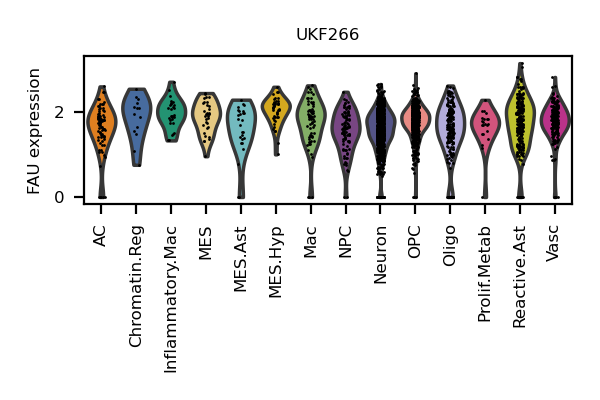 UKF266
FAU expression
2
0
AC
Chromatin.Reg
Inflammatory.Mac
MES
MES.Ast
MES.Hyp
Mac
NPC
Neuron
OPC
Oligo
Prolif.Metab
Reactive.Ast
Vasc